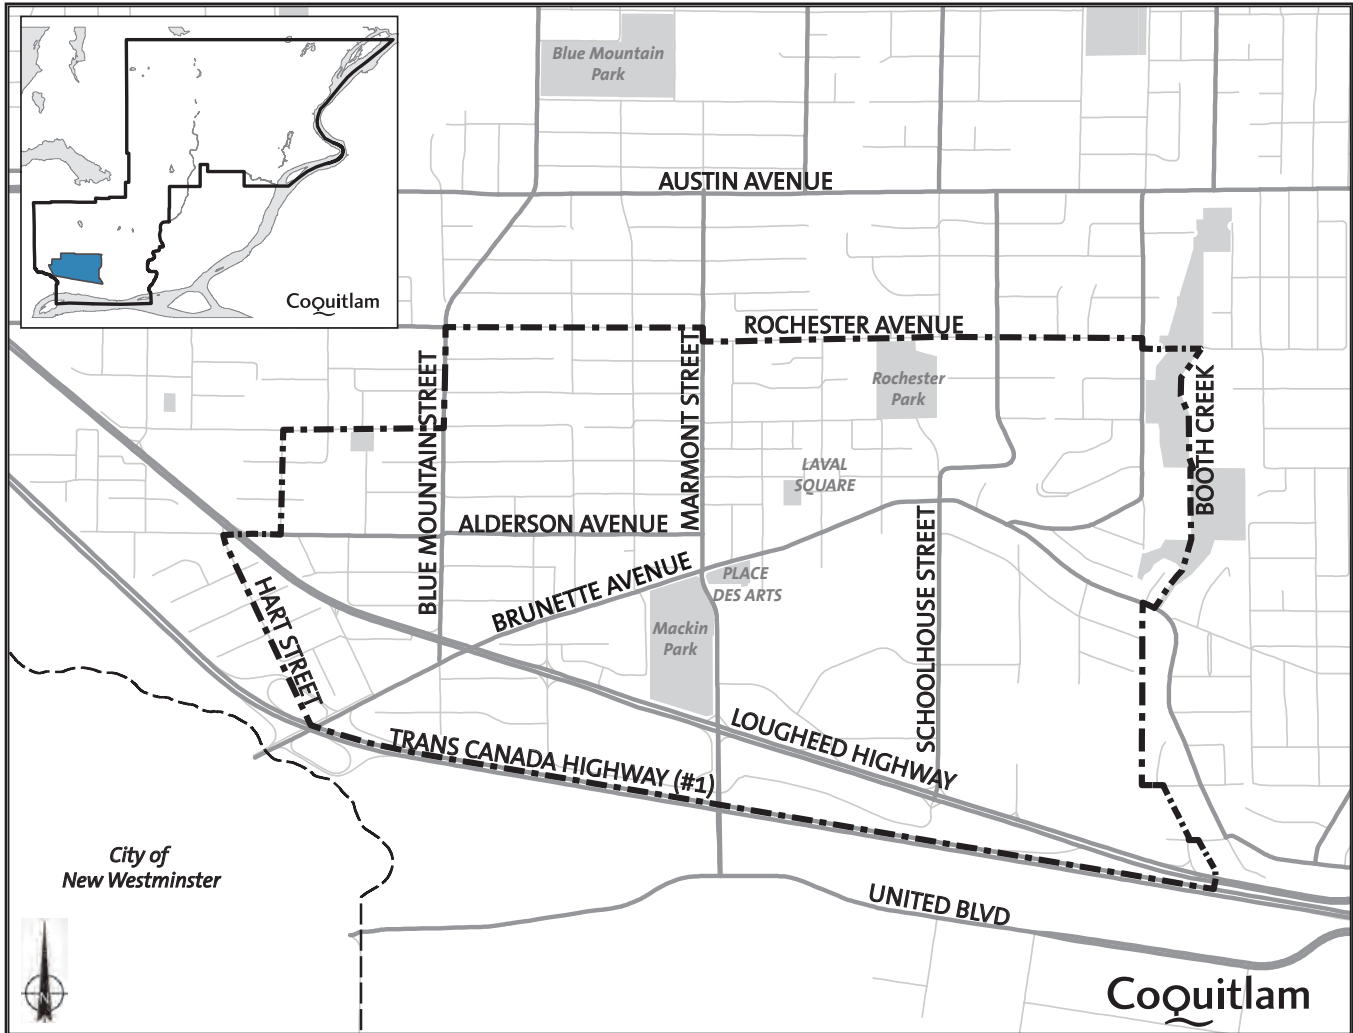 Blue Mountain
Park
AUSTIN AVENUE
Coquitlam
ROCHESTER AVENUE
BLUE MOUNTAIN STREET
MARMONT STREET
Rochester
Park
BOOTH CREEK
LAVAL
SQUARE
ALDERSON AVENUE
SCHOOLHOUSE STREET
BRUNETTE AVENUE
PLACE
DES ARTS
HART STREET
Mackin
Park
LOUGHEED HIGHWAY
TRANS CANADA HIGHWAY (#1)
City of
New Westminster
UNITED BLVD
N
Coquitlam